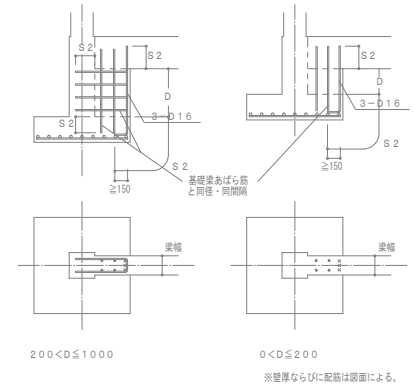 S2
S2
D
3-D16
S2
S2
≧150
S2
D
3-D16
S2
≧150
基礎梁あばら筋
と同径・同間隔
梁幅
梁幅
200<D≦1000
0<D≦200
※壁厚ならびに配筋は図面による。